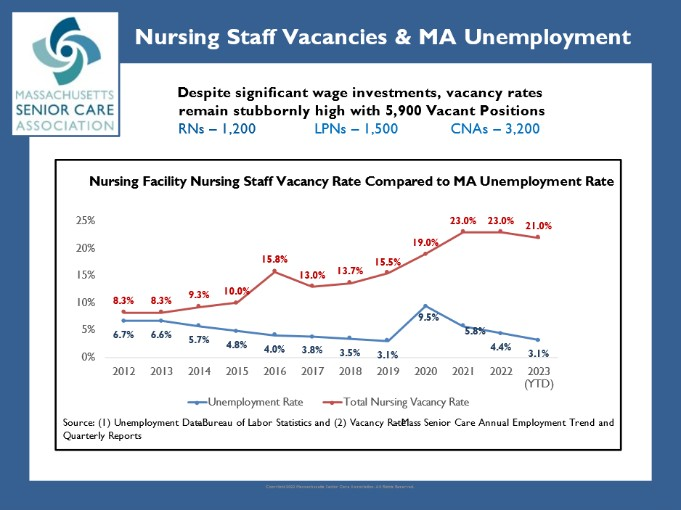 Nursing Staff Vacancies & MA Unemployment
MASSACHUSETTS
SENIOR CARE
ASSOCIATION
Despite significant wage investments, vacancy rates
remain stubbornly high with 5,900 Vacant Positions
RNs – 1,200 LPNs – 1,500 CNAs – 3,200
Nursing Facility Nursing Staff Vacancy Rate Compared to MA Unemployment Rate
25%
20%
15%
10%
5%
0%
8.3% 8.3% 9.3% 10.0% 15.8% 13.0% 13.7% 15.5% 19.0% 23.0% 23.0% 21.0%
6.7% 6.6% 5.7% 4.8% 4.0% 3.8% 3.5% 3.1% 9.5% 5.8% 4.4% 3.1%
2012 2013 2014 2015 2016 2017 2018 2019 2020 2021 2022 2023
(YTD)
Unemployment Rate Total Nursing Vacancy Rate
Source: (1) Unemployment Data-Bureau of Labor Statistics and (2) Vacancy Rate-Mass Senior Care Annual Employment Trend and
Quarterly Reports